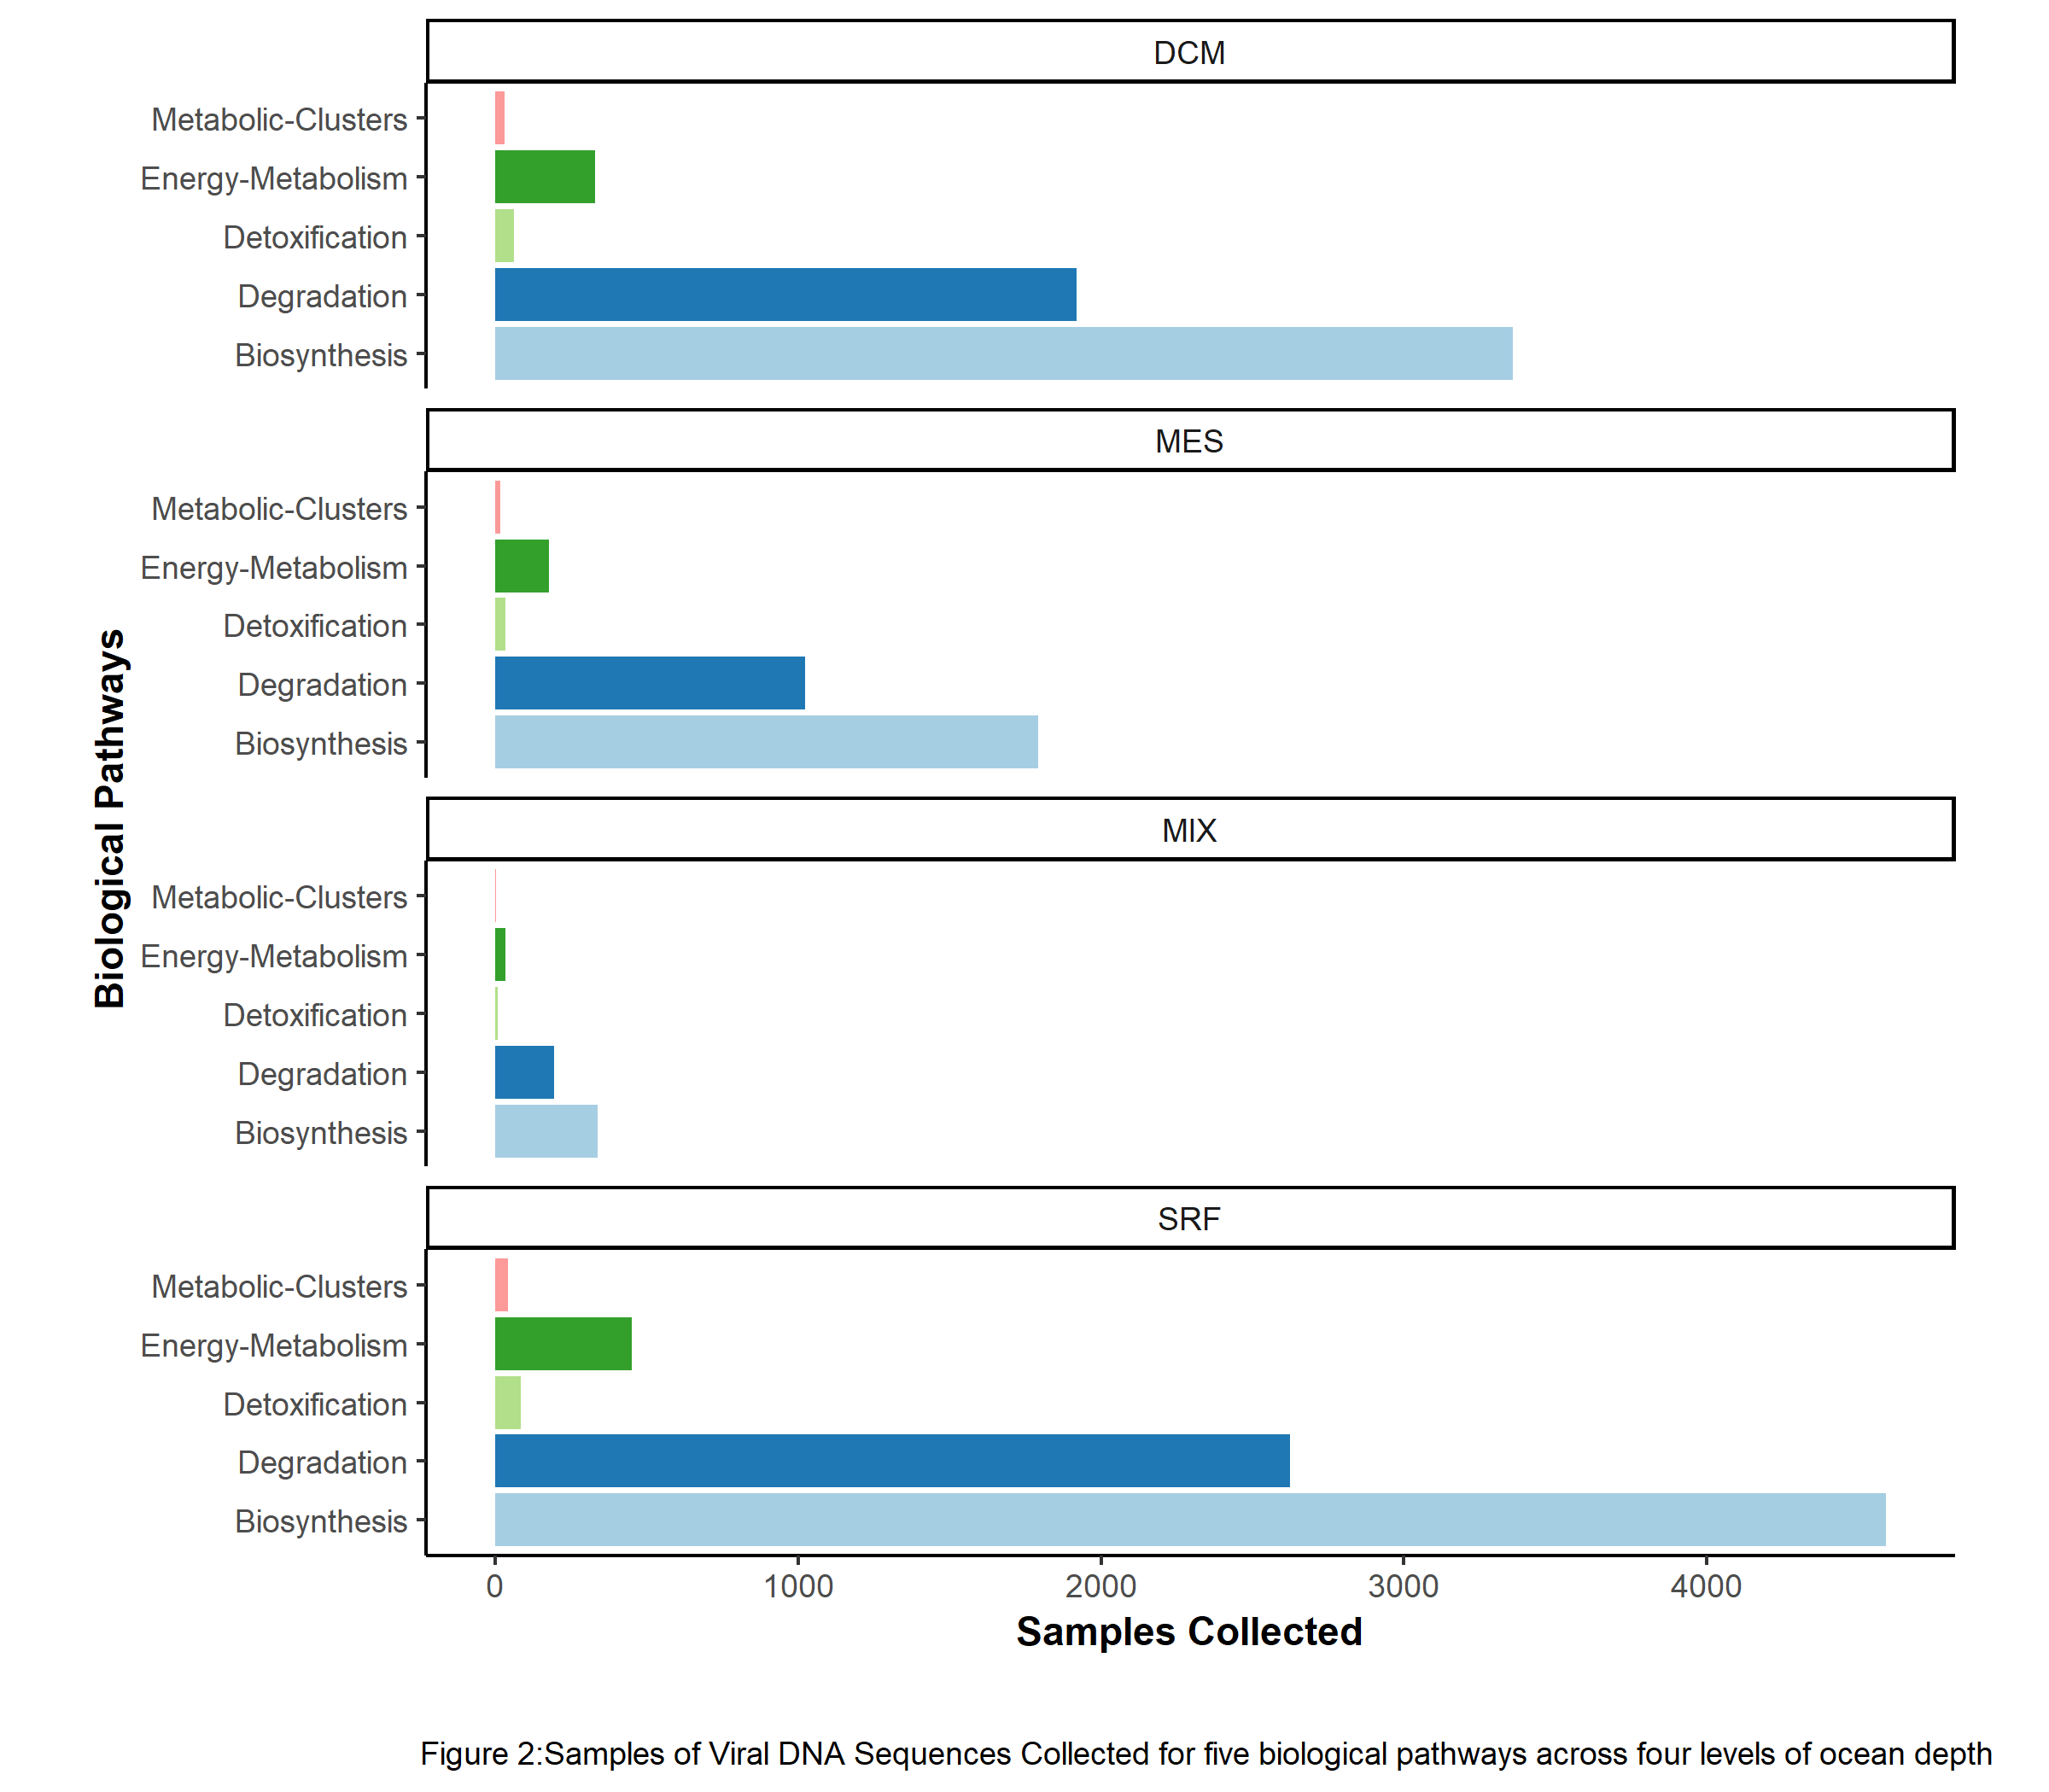 DCM
Metabolic-Clusters
Energy-Metabolism
Detoxification
Degradation
Biosynthesis
MES
Metabolic-Clusters
Energy-Metabolism
Detoxification
Degradation
Biosynthesis
Biological Pathways
MIX
Metabolic-Clusters
Energy-Metabolism
Detoxification
Degradation
Biosynthesis
SRF
Metabolic-Clusters
Energy-Metabolism
Detoxification
Degradation
Biosynthesis
0 1000 2000 3000 4000
Samples Collected
Figure 2:Samples of Viral DNA Sequences Collected for five biological pathways across four levels of ocean depth